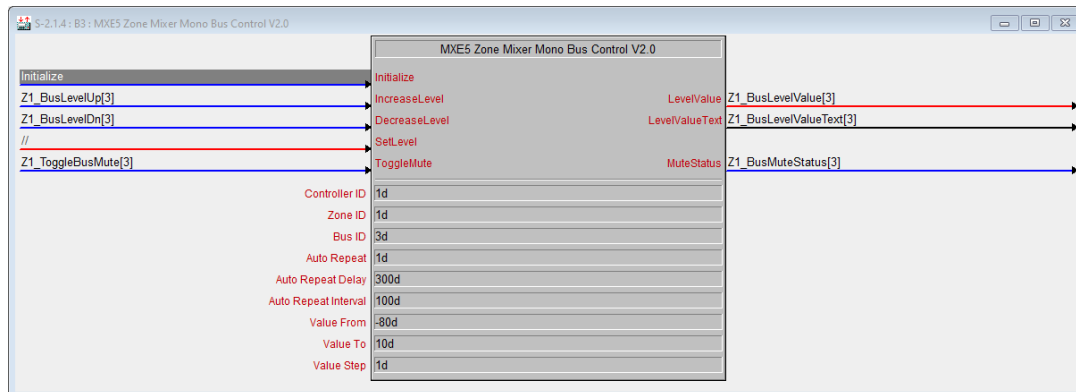 S-2.1.4 : B3 : MXE5 Zone Mixer Mono Bus Control V2.0
MXE5 Zone Mixer Mono Bus Control V2.0
Initialize Initialize
Z1_BusLevelUp[3] IncreaseLevel LevelValue Z1_BusLevelValue[3]
Z1_BusLevelDn[3] DecreaseLevel LevelValueText Z1_BusLevelValueText[3]
// SetLevel
Z1_ToggleBusMute[3] ToggleMute MuteStatus Z1_BusMuteStatus[3]
Controller ID 1d
Zone ID 1d
Bus ID 3d
Auto Repeat 1d
Auto Repeat Delay 300d
Auto Repeat Interval 100d
Value From -80d
Value To 10d
Value Step 1d